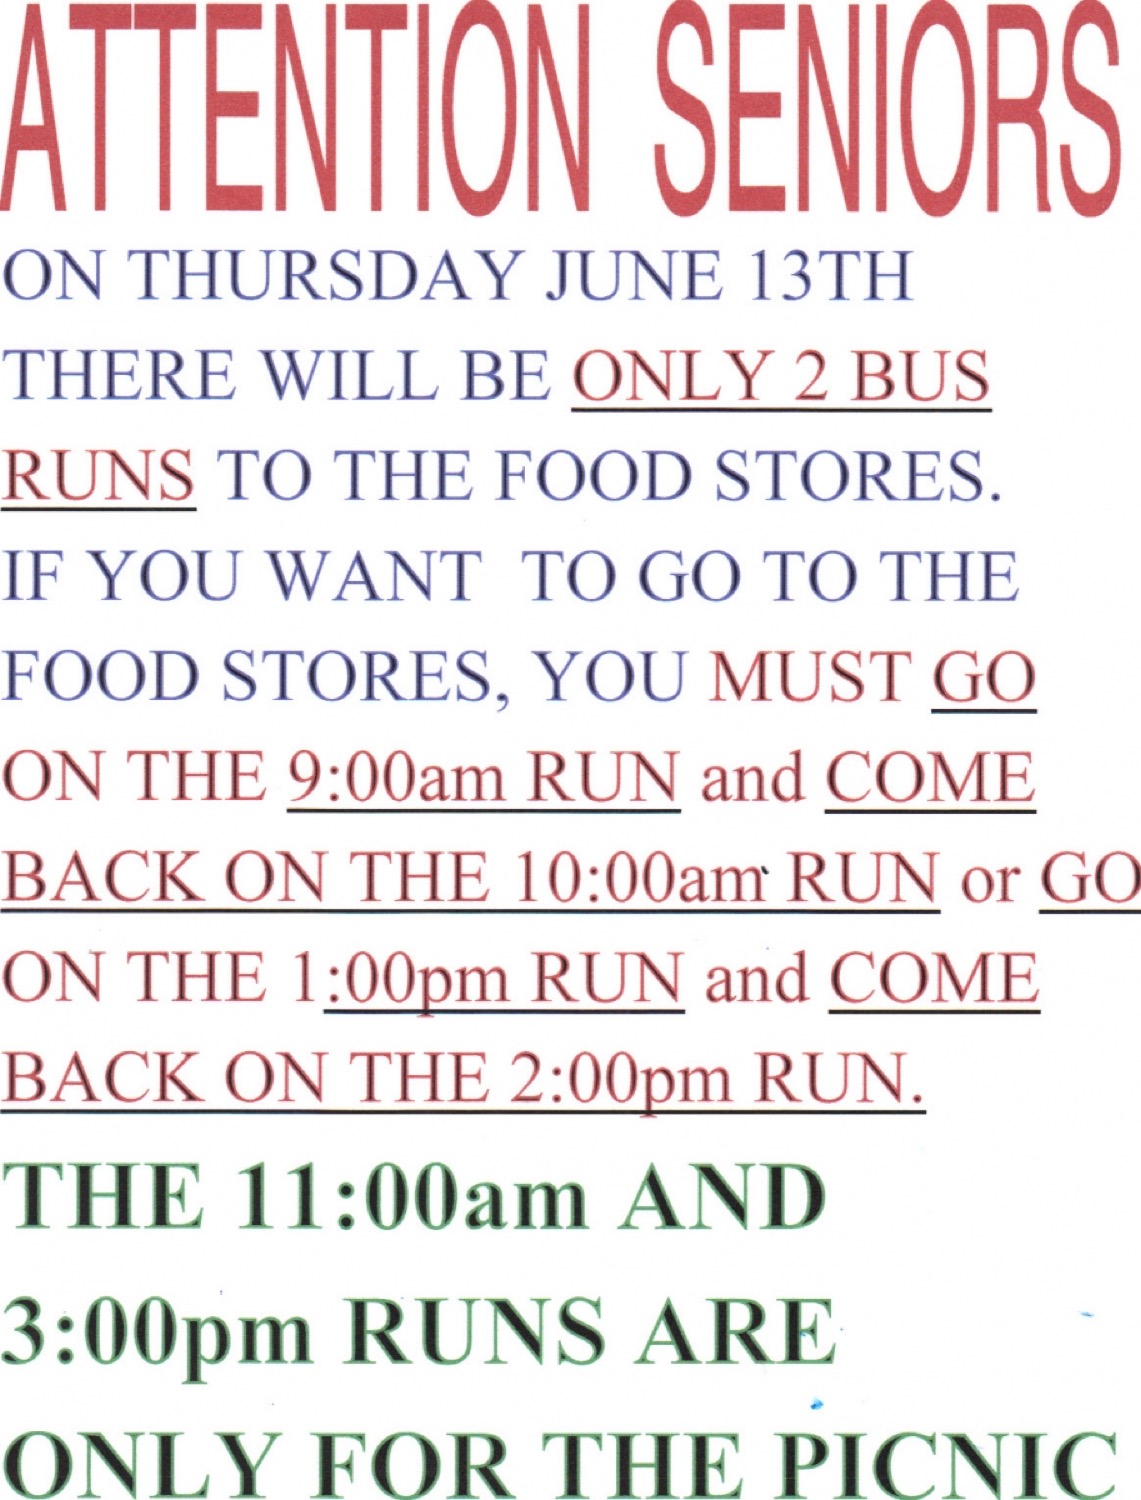 ATTENTION SENIORS
ON THURSDAY JUNE 13TH
THERE WILL BE ONLY 2 BUS
RUNS TO THE FOOD STORES.
IF YOU WANT TO GO TO THE
FOOD STORES, YOU MUST GO
ON THE 9:00am RUN and COME
BACK ON THE 10:00am RUN or GO
ON THE 1:00pm RUN and COME
BACK ON THE 2:00pm RUN.
THE 11:00am AND
3:00pm RUNS ARE
ONLY FOR THE PICNIC